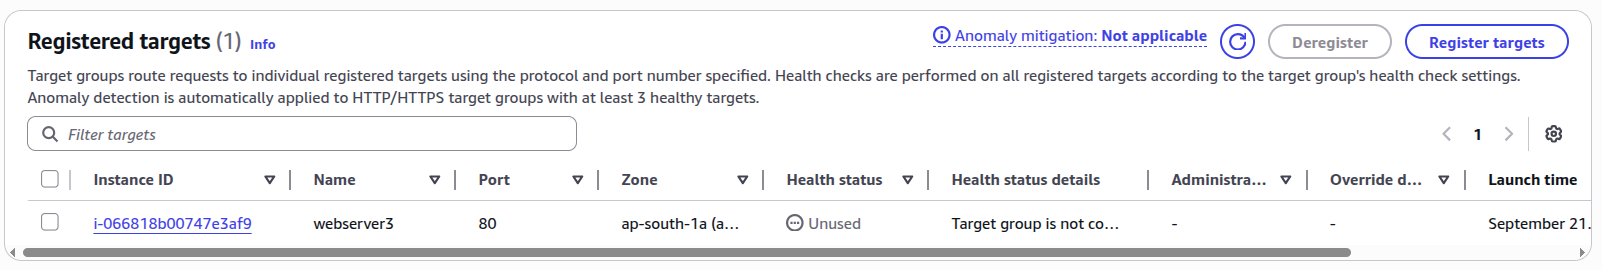 Registered targets (1) Info
Anomaly mitigation: Not applicable
Deregister
Register targets
Target groups route requests to individual registered targets using the protocol and port number specified. Health checks are performed on all registered targets according to the target group's health check settings.
Anomaly detection is automatically applied to HTTP/HTTPS target groups with at least 3 healthy targets.
Filter targets
1
Instance ID Name Port Zone Health status Health status details Administra... Override d... Launch time
i-066818b00747e3af9 webserver3 80 ap-south-1a (a... Unused Target group is not co... - - September 21.